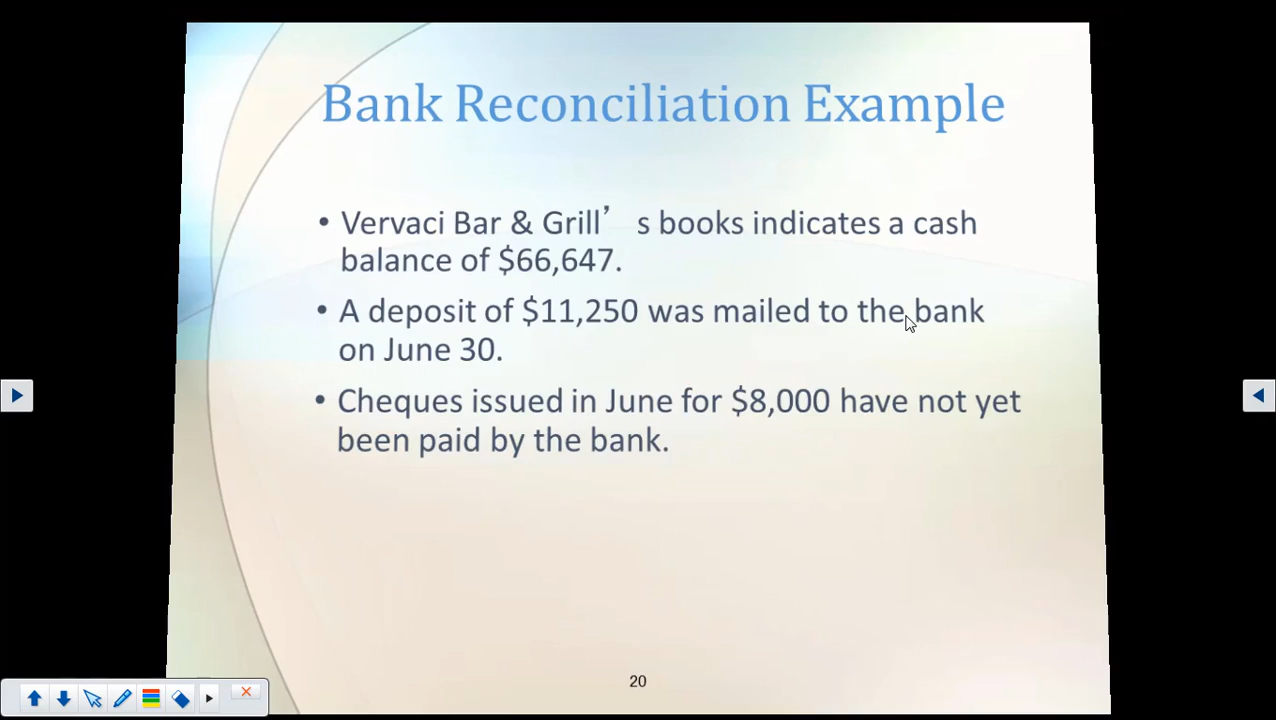 Bank Reconciliation Example
• Vervaci Bar & Grill’ s books indicates a cash
balance of $66,647.
• A deposit of $11,250 was mailed to the bank
on June 30.
• Cheques issued in June for $8,000 have not yet
been paid by the bank.
20